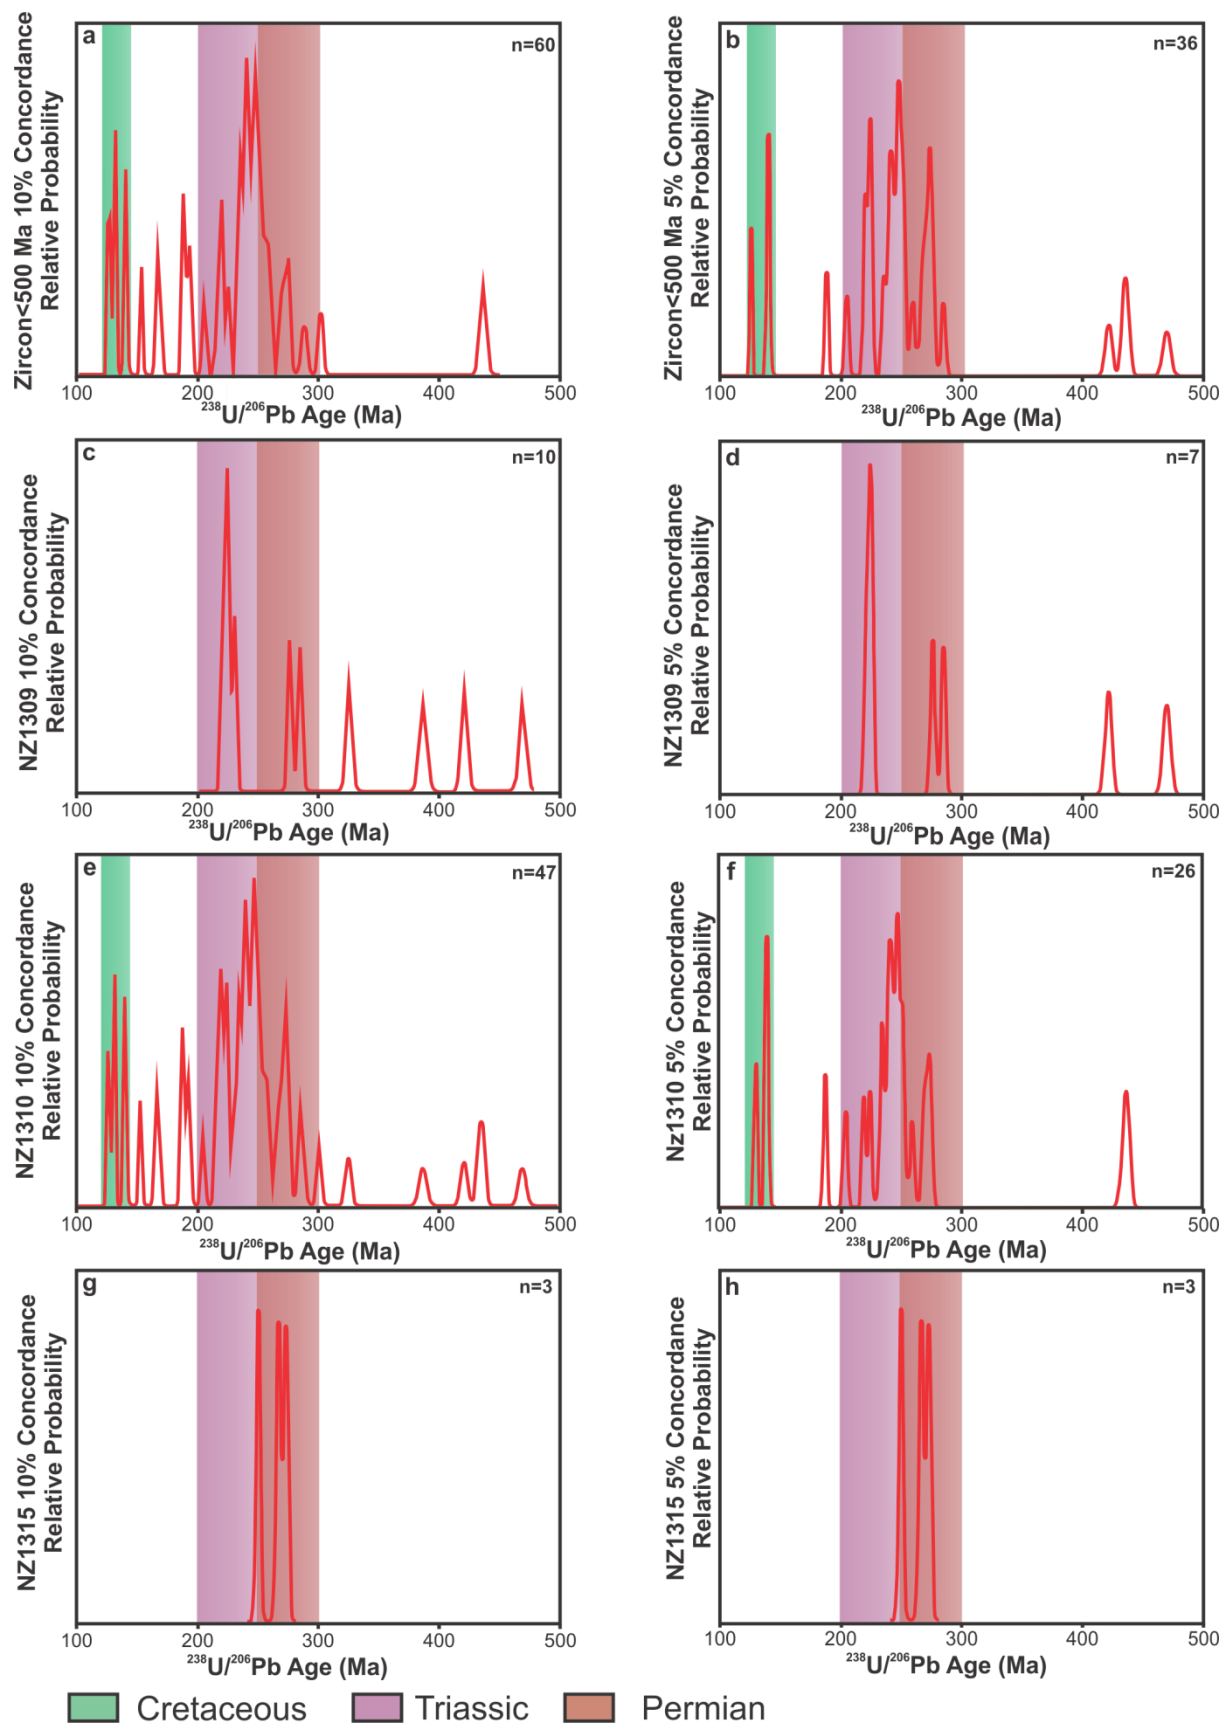 a
n=60
Zircon<500 Ma 10% Concordance
Relative Probability
100 200 300 400 500
²³⁸U/²⁰⁶Pb Age (Ma)
b
n=36
Zircon<500 Ma 5% Concordance
Relative Probability
100 200 300 400 500
²³⁸U/²⁰⁶Pb Age (Ma)
c
n=10
NZ1309 10% Concordance
Relative Probability
100 200 300 400 500
²³⁸U/²⁰⁶Pb Age (Ma)
d
n=7
NZ1309 5% Concordance
Relative Probability
100 200 300 400 500
²³⁸U/²⁰⁶Pb Age (Ma)
e
n=47
NZ1310 10% Concordance
Relative Probability
100 200 300 400 500
²³⁸U/²⁰⁶Pb Age (Ma)
f
n=26
Nz1310 5% Concordance
Relative Probability
100 200 300 400 500
²³⁸U/²⁰⁶Pb Age (Ma)
g
n=3
NZ1315 10% Concordance
Relative Probability
100 200 300 400 500
²³⁸U/²⁰⁶Pb Age (Ma)
h
n=3
NZ1315 5% Concordance
Relative Probability
100 200 300 400 500
²³⁸U/²⁰⁶Pb Age (Ma)
Cretaceous Triassic Permian